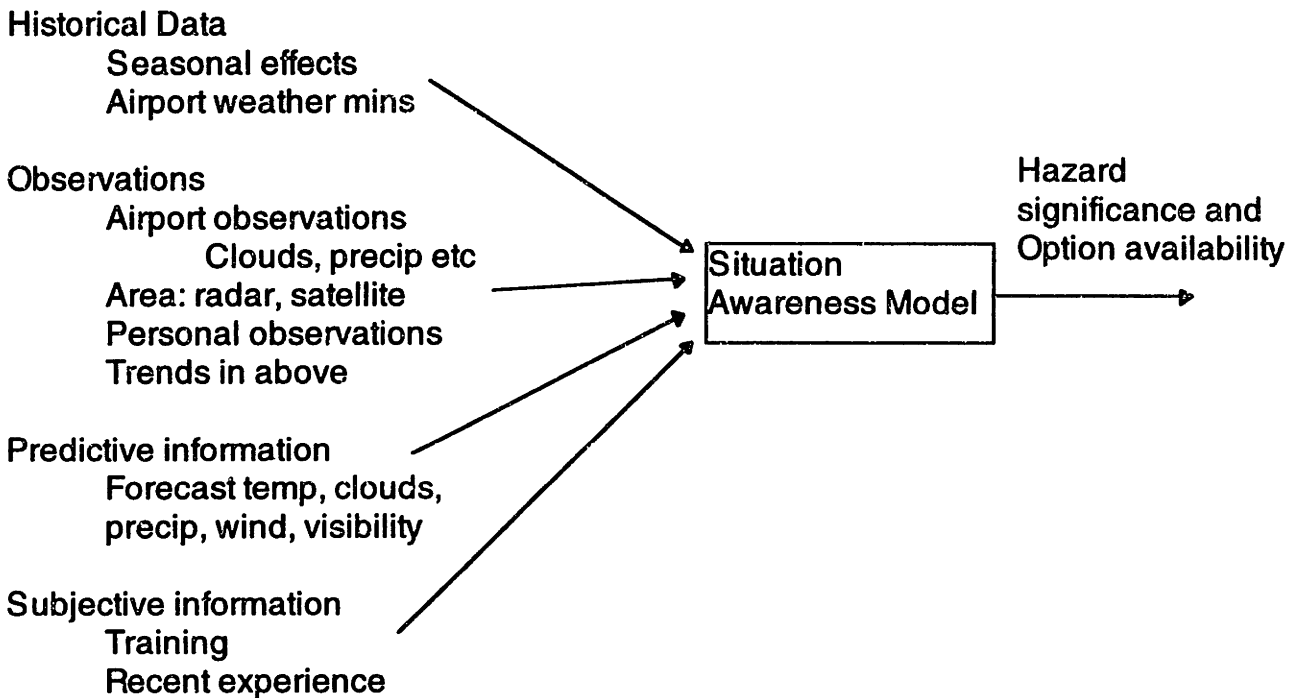 Historical Data
Seasonal effects
Airport weather mins
Observations
Airport observations
Clouds, precip etc
Area: radar, satellite
Personal observations
Trends in above
Predictive information
Forecast temp, clouds,
precip, wind, visibility
Subjective information
Training
Recent experience
Situation
Awareness Model
Hazard
significance and
Option availability